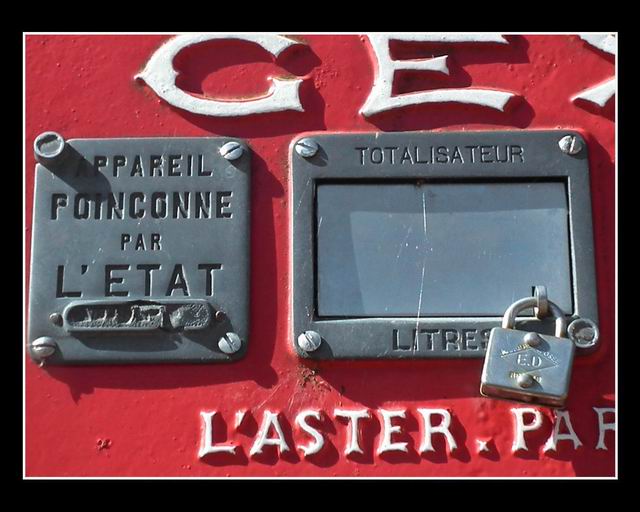 GE
APPAREIL
POINCONNE
PAR
L'ETAT
TOTALISATEUR
LITRES
E.D
L'ASTER. PAR